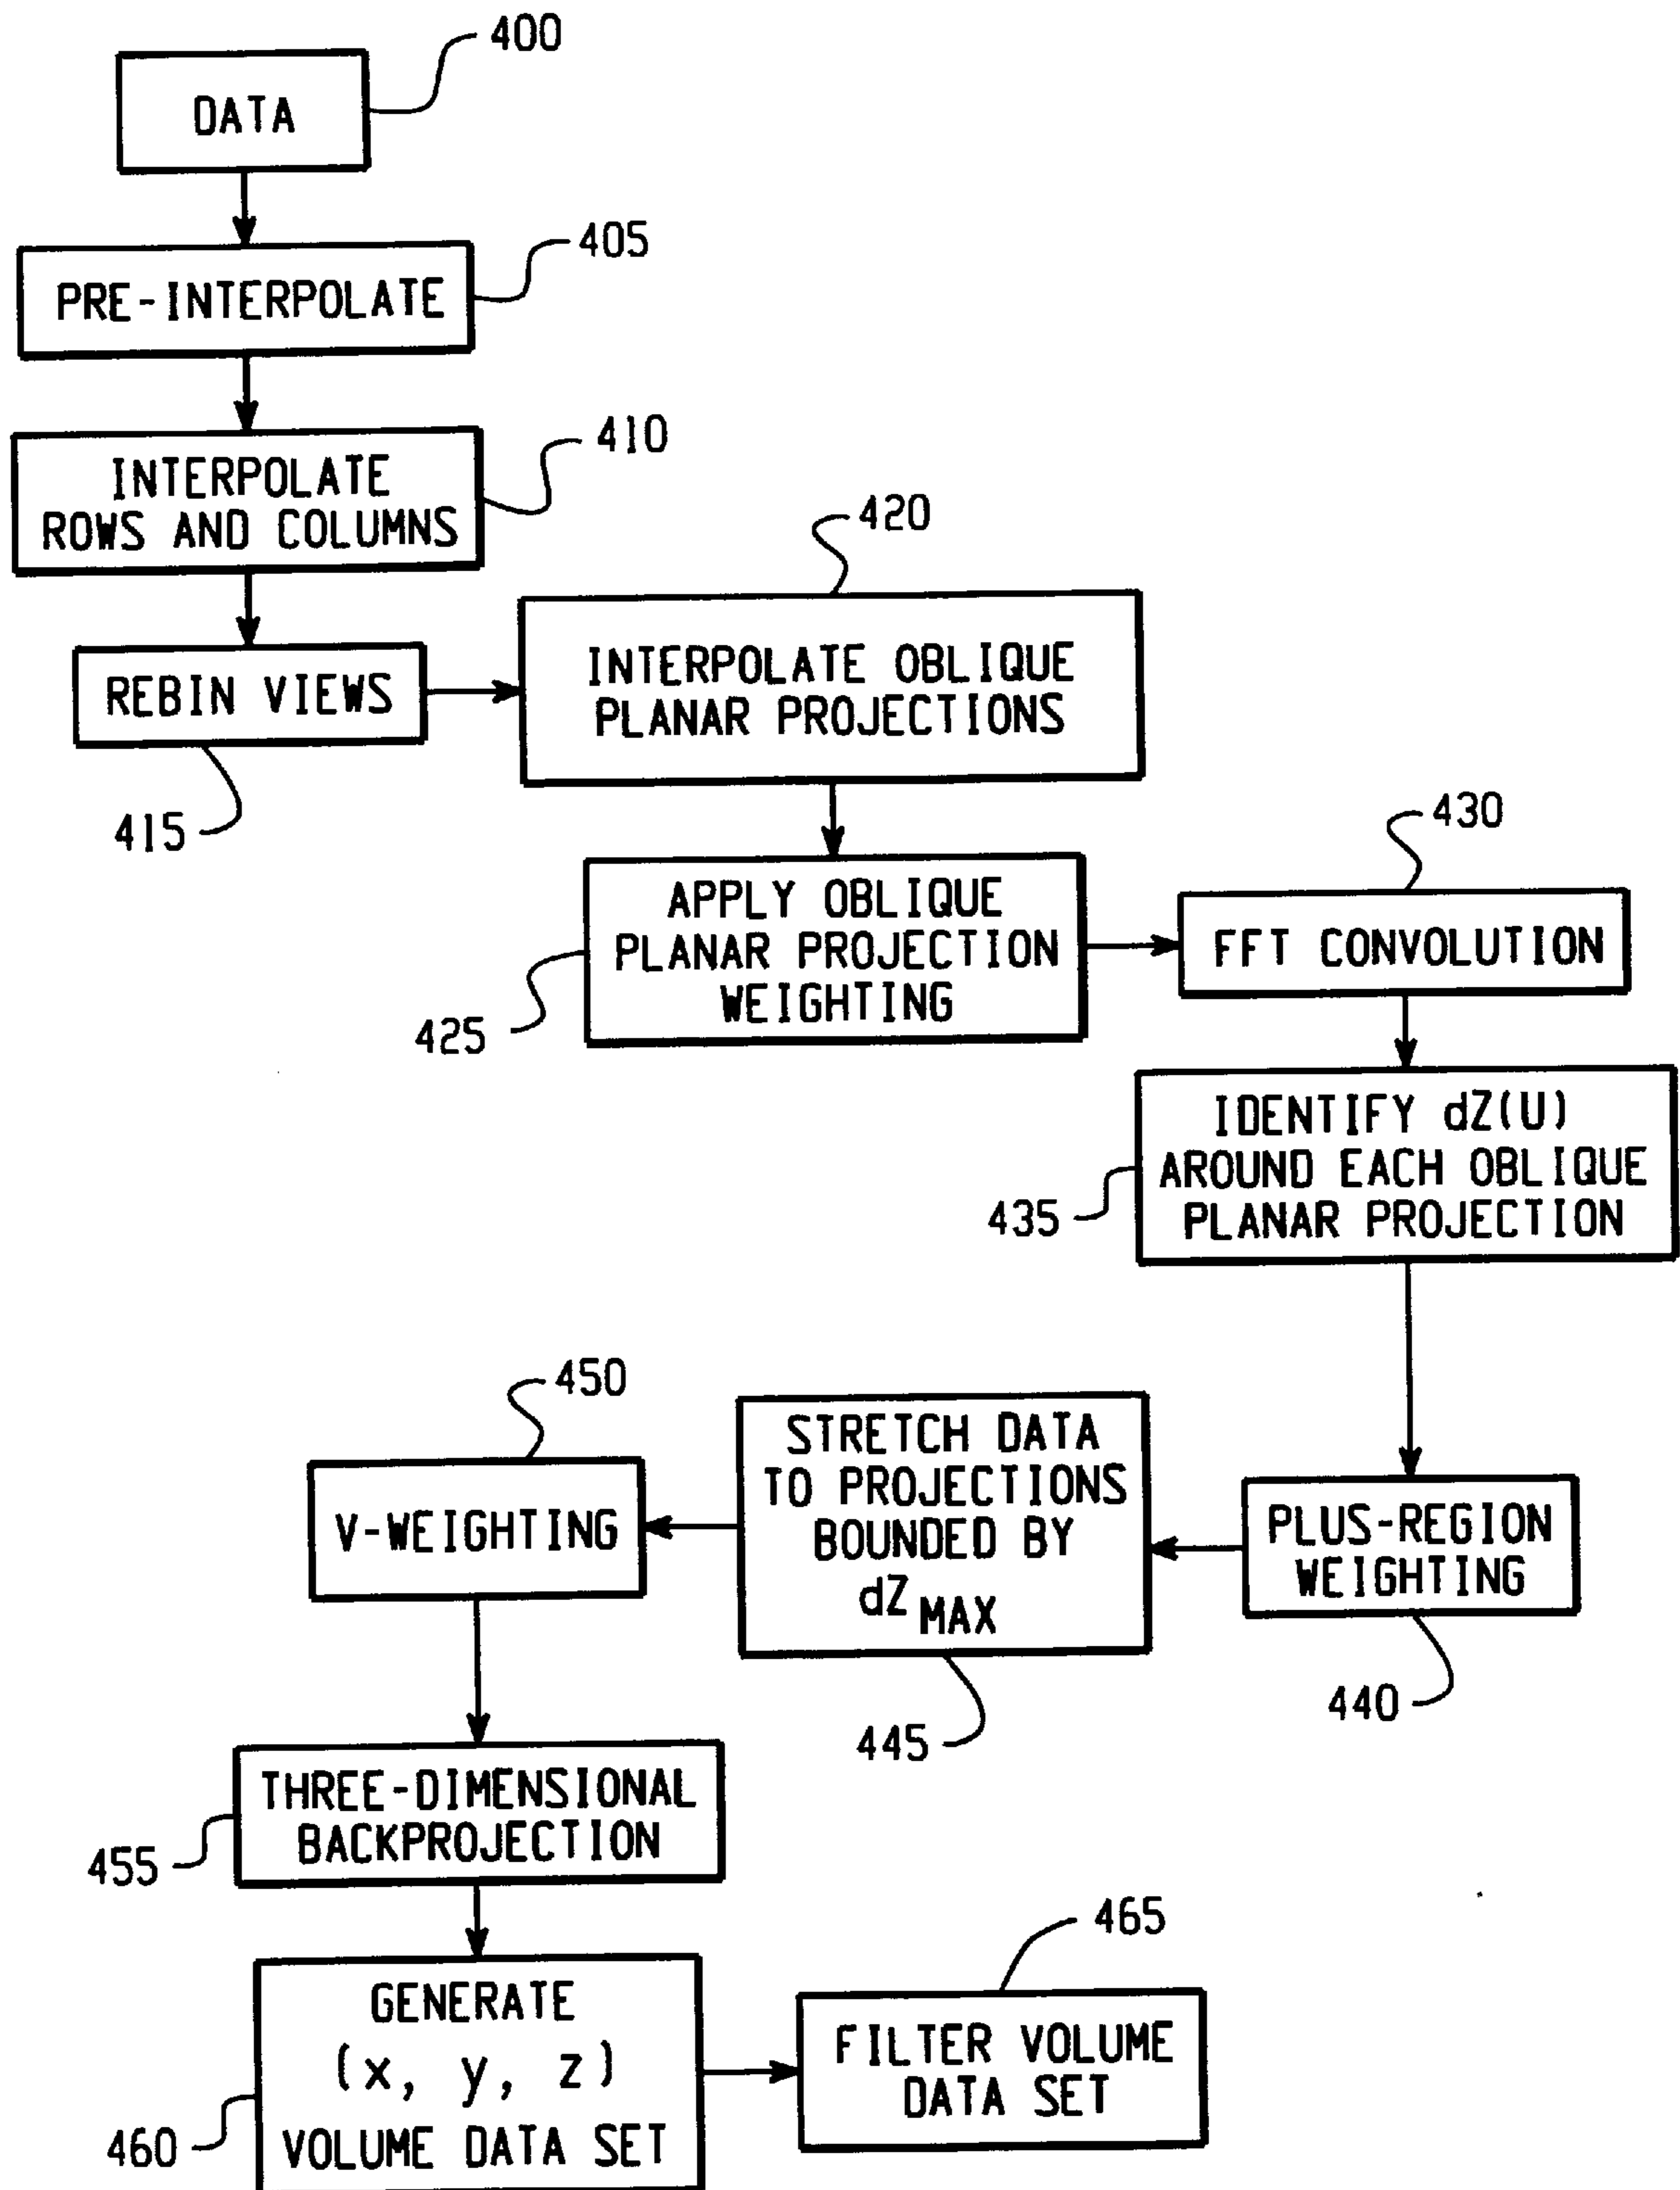 400
DATA
405
PRE-INTERPOLATE
410
INTERPOLATE
ROWS AND COLUMNS
420
REBIN VIEWS
415
INTERPOLATE OBLIQUE
PLANAR PROJECTIONS
430
APPLY OBLIQUE
PLANAR PROJECTION
WEIGHTING
425
FFT CONVOLUTION
IDENTIFY dZ(U)
AROUND EACH OBLIQUE
PLANAR PROJECTION
435
PLUS-REGION
WEIGHTING
440
STRETCH DATA
TO PROJECTIONS
BOUNDED BY
dZ MAX
445
450
V-WEIGHTING
THREE-DIMENSIONAL
BACKPROJECTION
455
GENERATE
(x, y, z)
VOLUME DATA SET
460
465
FILTER VOLUME
DATA SET